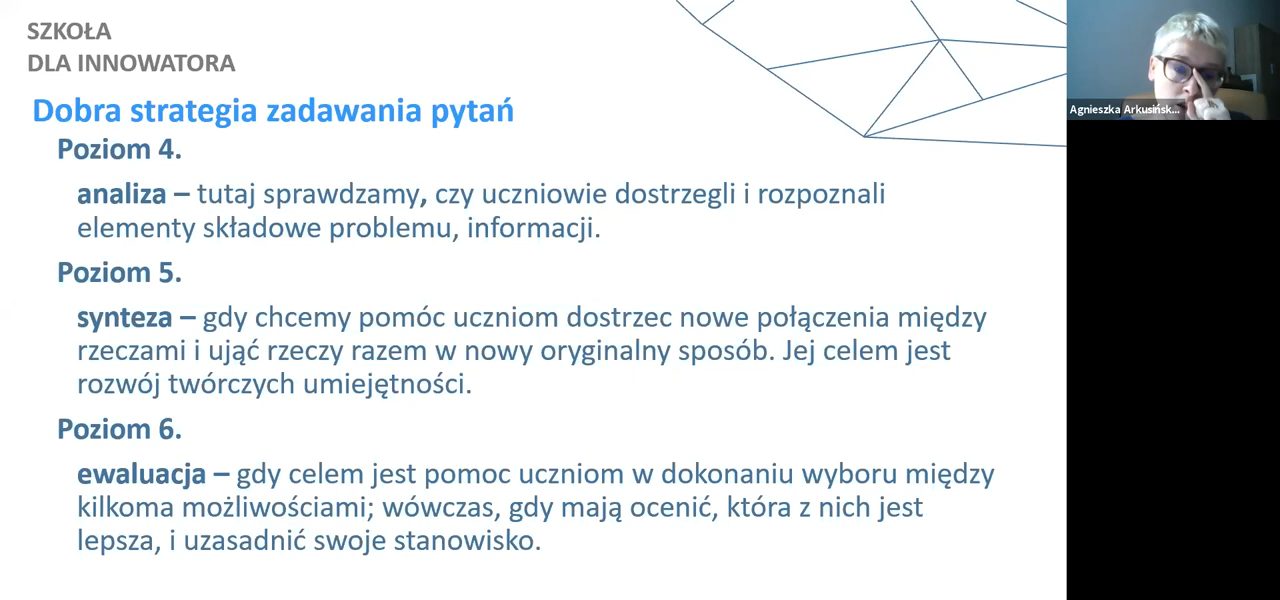 SZKOŁA
DLA INNOWATORA
Dobra strategia zadawania pytań
Poziom 4.
analiza – tutaj sprawdzamy, czy uczniowie dostrzegli i rozpoznali
elementy składowe problemu, informacji.
Poziom 5.
synteza – gdy chcemy pomóc uczniom dostrzec nowe połączenia między
rzeczami i ująć rzeczy razem w nowy oryginalny sposób. Jej celem jest
rozwój twórczych umiejętności.
Poziom 6.
ewaluacja – gdy celem jest pomoc uczniom w dokonaniu wyboru między
kilkoma możliwościami; wówczas, gdy mają ocenić, która z nich jest
lepsza, i uzasadnić swoje stanowisko.
Agnieszka Arkusińsk...